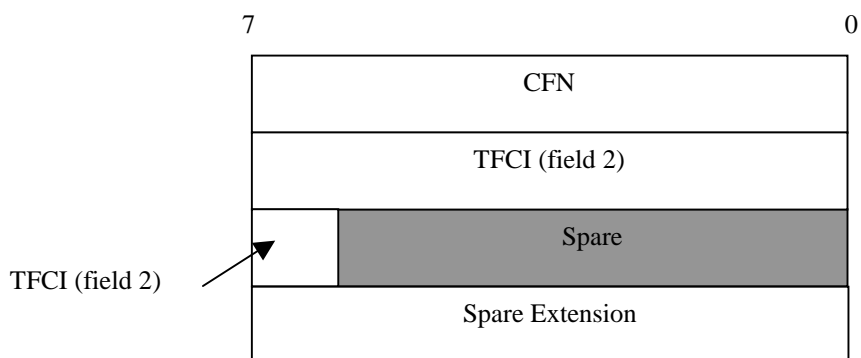 7 0
CFN
TFCI (field 2)
Spare
TFCI (field 2)
Spare Extension